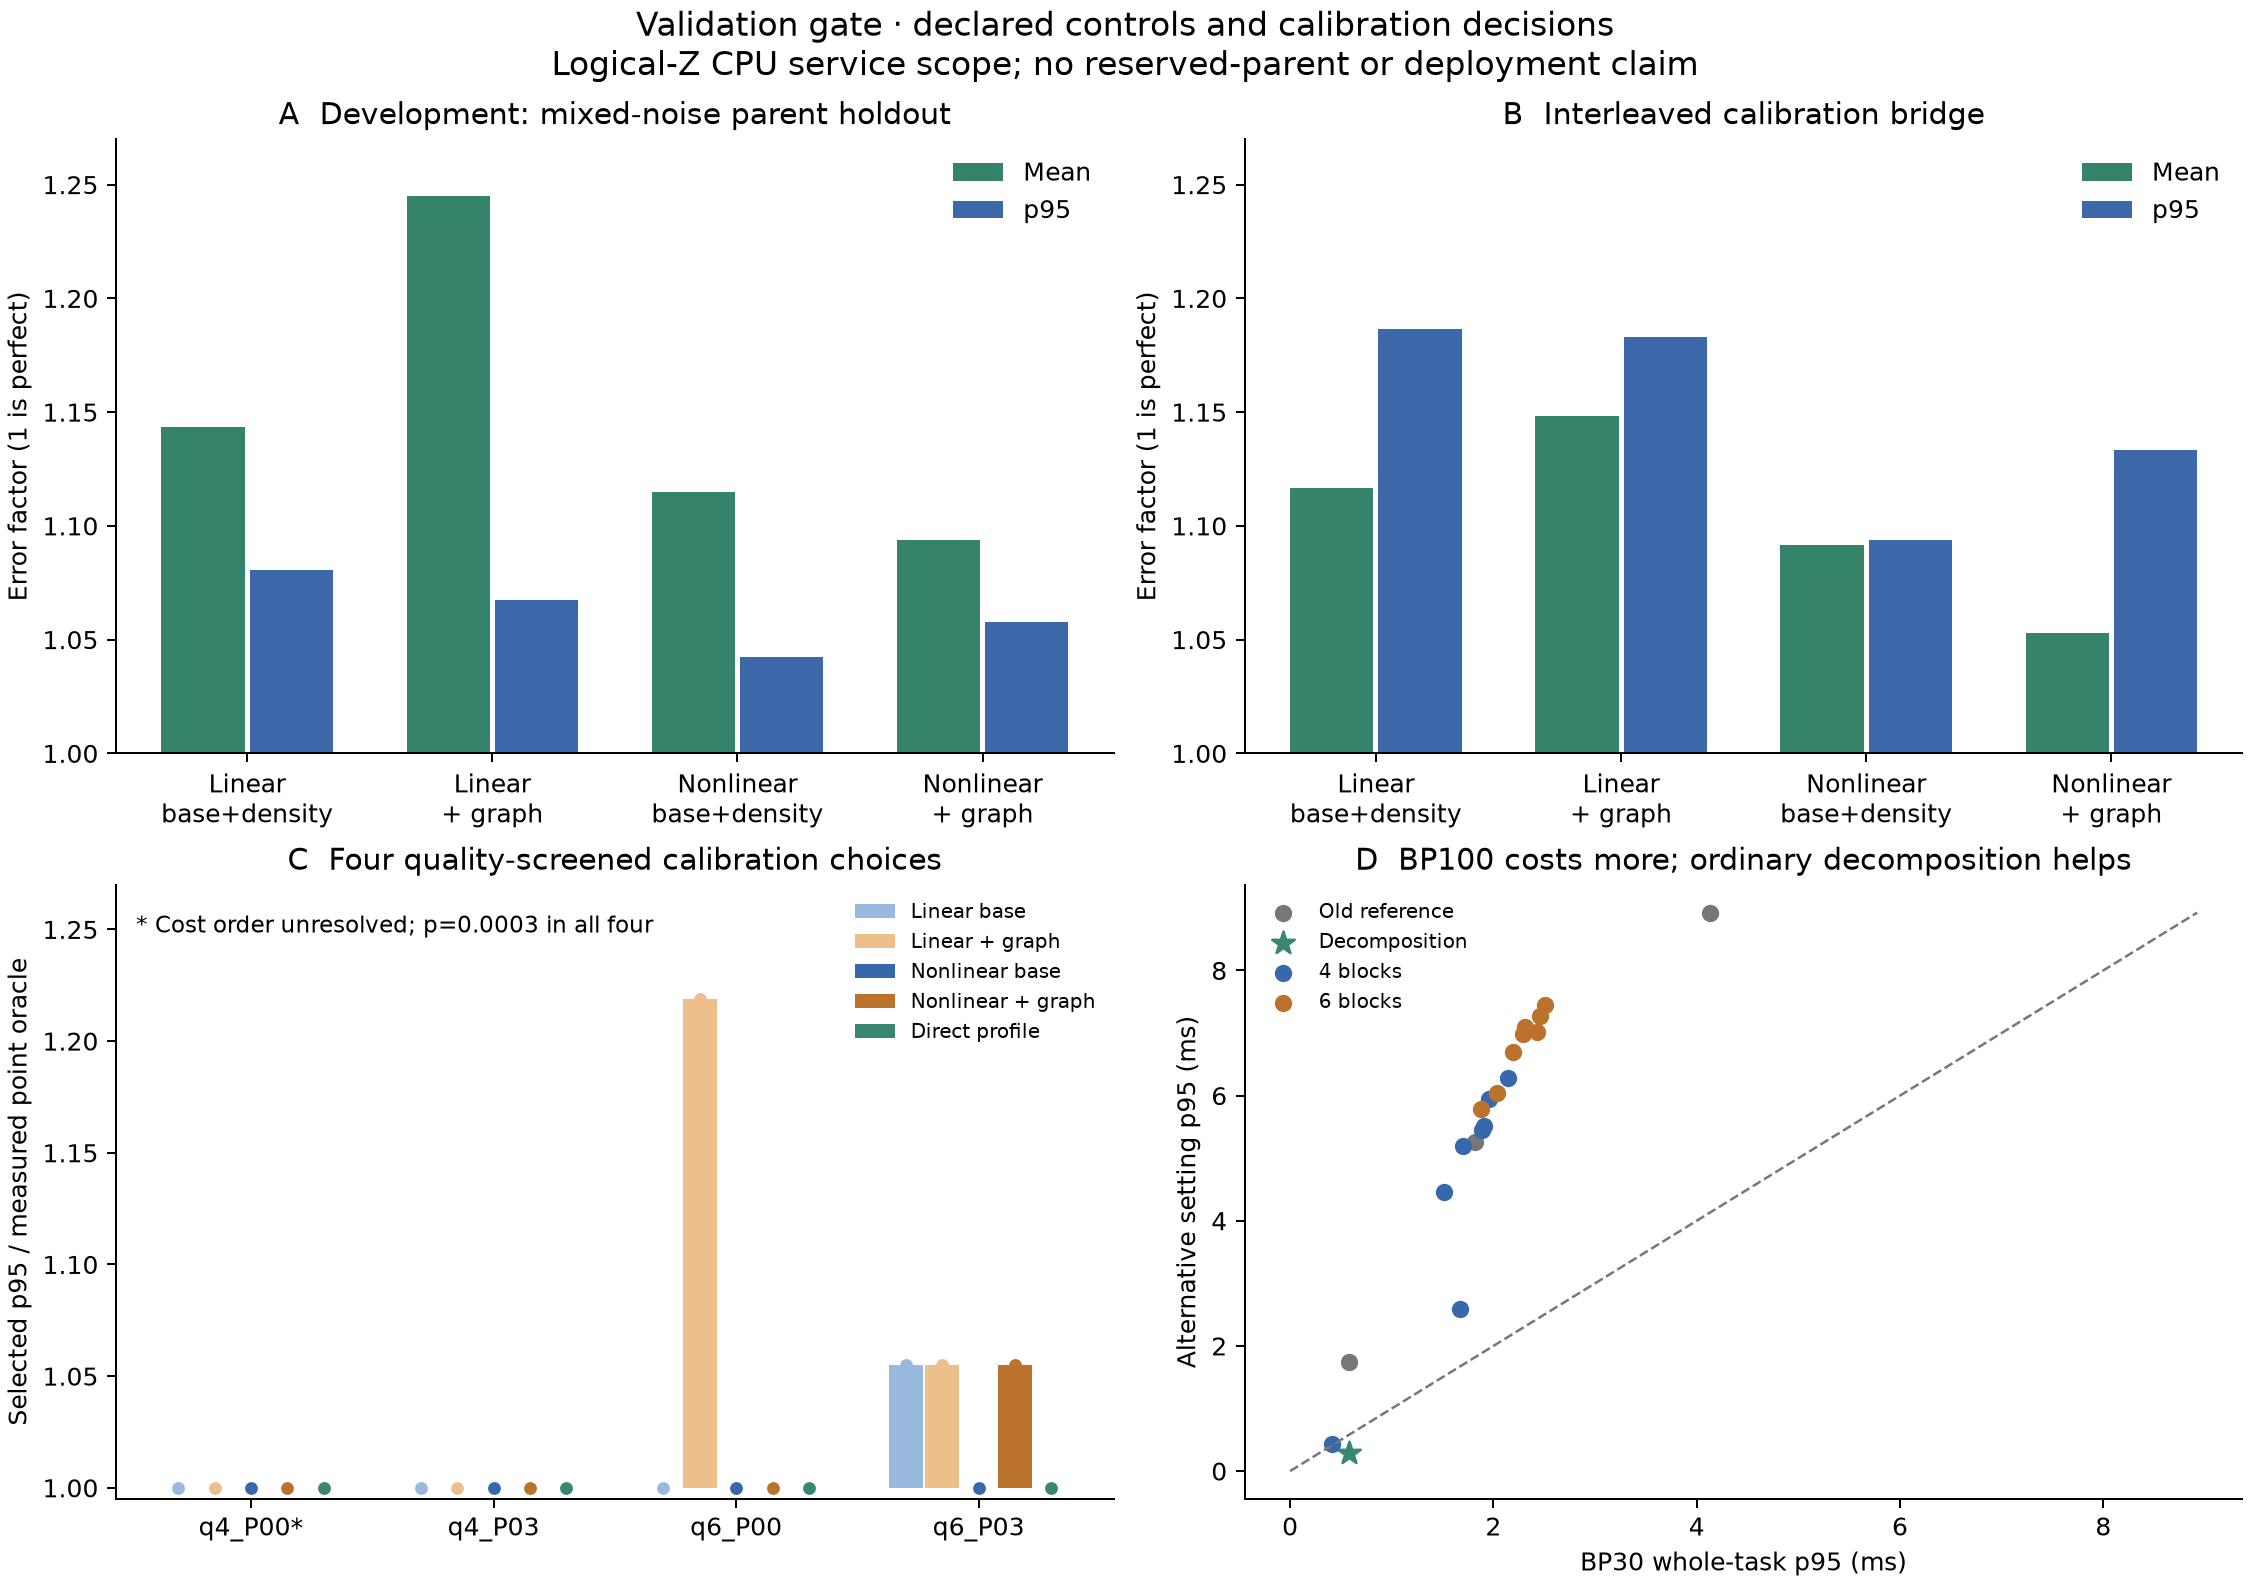 Validation gate · declared controls and calibration decisions
Logical-Z CPU service scope; no reserved-parent or deployment claim
A Development: mixed-noise parent holdout
Error factor (1 is perfect)
1.25
1.20
1.15
1.10
1.05
1.00
Mean
p95
Linear
base+density
Linear
+ graph
Nonlinear
base+density
Nonlinear
+ graph
B Interleaved calibration bridge
Error factor (1 is perfect)
1.25
1.20
1.15
1.10
1.05
1.00
Mean
p95
Linear
base+density
Linear
+ graph
Nonlinear
base+density
Nonlinear
+ graph
C Four quality-screened calibration choices
Selected p95 / measured point oracle
1.25
1.20
1.15
1.10
1.05
1.00
* Cost order unresolved; p=0.0003 in all four
Linear base
Linear + graph
Nonlinear base
Nonlinear + graph
Direct profile
q4_P00*
q4_P03
q6_P00
q6_P03
D BP100 costs more; ordinary decomposition helps
Alternative setting p95 (ms)
8
6
4
2
0
Old reference
Decomposition
4 blocks
6 blocks
0
2
4
6
8
BP30 whole-task p95 (ms)